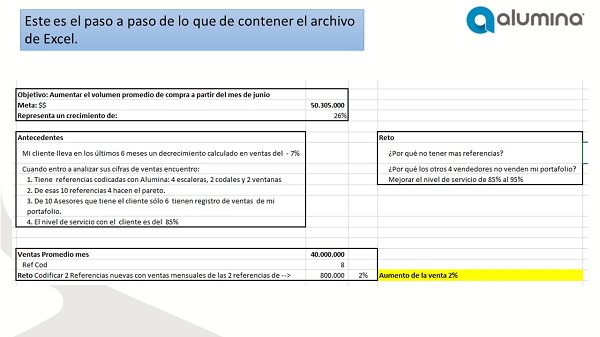 Este es el paso a paso de lo que de contener el archivo
de Excel.
alumina
Objetivo: Aumentar el volumen promedio de compra a partir del mes de junio
Meta: $$ 50.305.000
Representa un crecimiento de: 26%
Antecedentes
Mi cliente lleva en los últimos 6 meses un decrecimiento calculado en ventas del - 7%
Cuando entro a analizar sus cifras de ventas encuentro:
1. Tiene referencias codicadas con Alumina: 4 escaleras, 2 codales y 2 ventanas
2. De esas 10 referencias 4 hacen el pareto.
3. De 10 Asesores que tiene el cliente sólo 6 tienen registro de ventas de mi
portafolio.
4. El nivel de servicio con el cliente es del 85%
Reto
¿Por qué no tener mas referencias?
¿Por qué los otros 4 vendedores no venden mi portafolio?
Mejorar el nivel de servicio de 85% al 95%
Ventas Promedio mes 40.000.000
Ref Cod 8
Reto Codificar 2 Referencias nuevas con ventas mensuales de las 2 referencias de --> 800.000 2% Aumento de la venta 2%